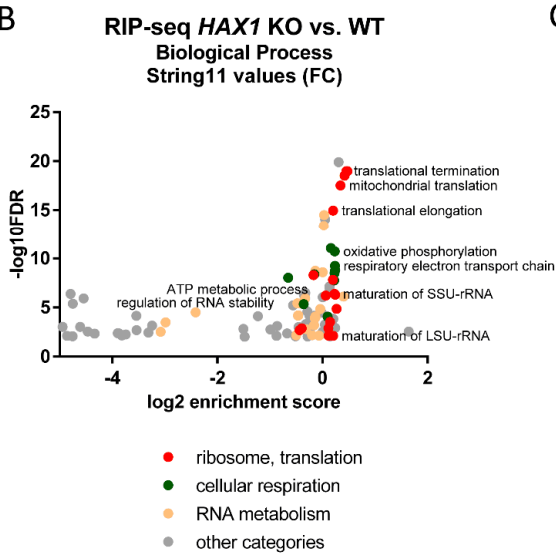 B
RIP-seq HAX1 KO vs. WT
Biological Process
String11 values (FC)
25
20
15
10
5
0
-log10FDR
translational termination
mitochondrial translation
translational elongation
oxidative phosphorylation
respiratory electron transport chain
ATP metabolic process
regulation of RNA stability
maturation of SSU-rRNA
maturation of LSU-rRNA
-4
-2
0
2
log2 enrichment score
ribosome, translation
cellular respiration
RNA metabolism
other categories